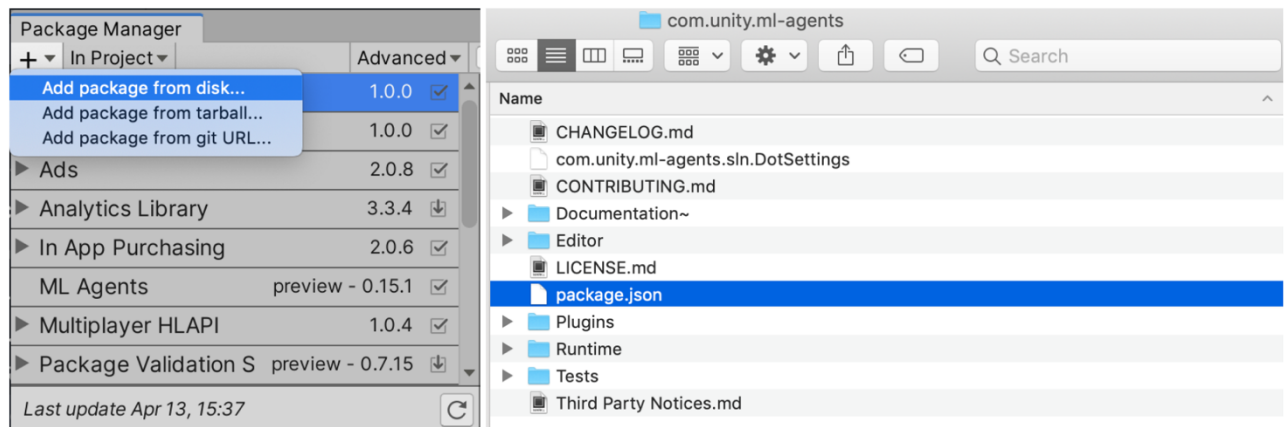 Package Manager
+ In Project Advanced
Add package from disk...
1.0.0
Add package from tarball...
Add package from git URL...
1.0.0
Ads 2.0.8
Analytics Library 3.3.4
In App Purchasing 2.0.6
ML Agents preview - 0.15.1
Multiplayer HLAPI 1.0.4
Package Validation S preview - 0.7.15
Last update Apr 13, 15:37
com.unity.ml-agents
Search
Name
CHANGELOG.md
com.unity.ml-agents.sln.DotSettings
CONTRIBUTING.md
Documentation~
Editor
LICENSE.md
package.json
Plugins
Runtime
Tests
Third Party Notices.md